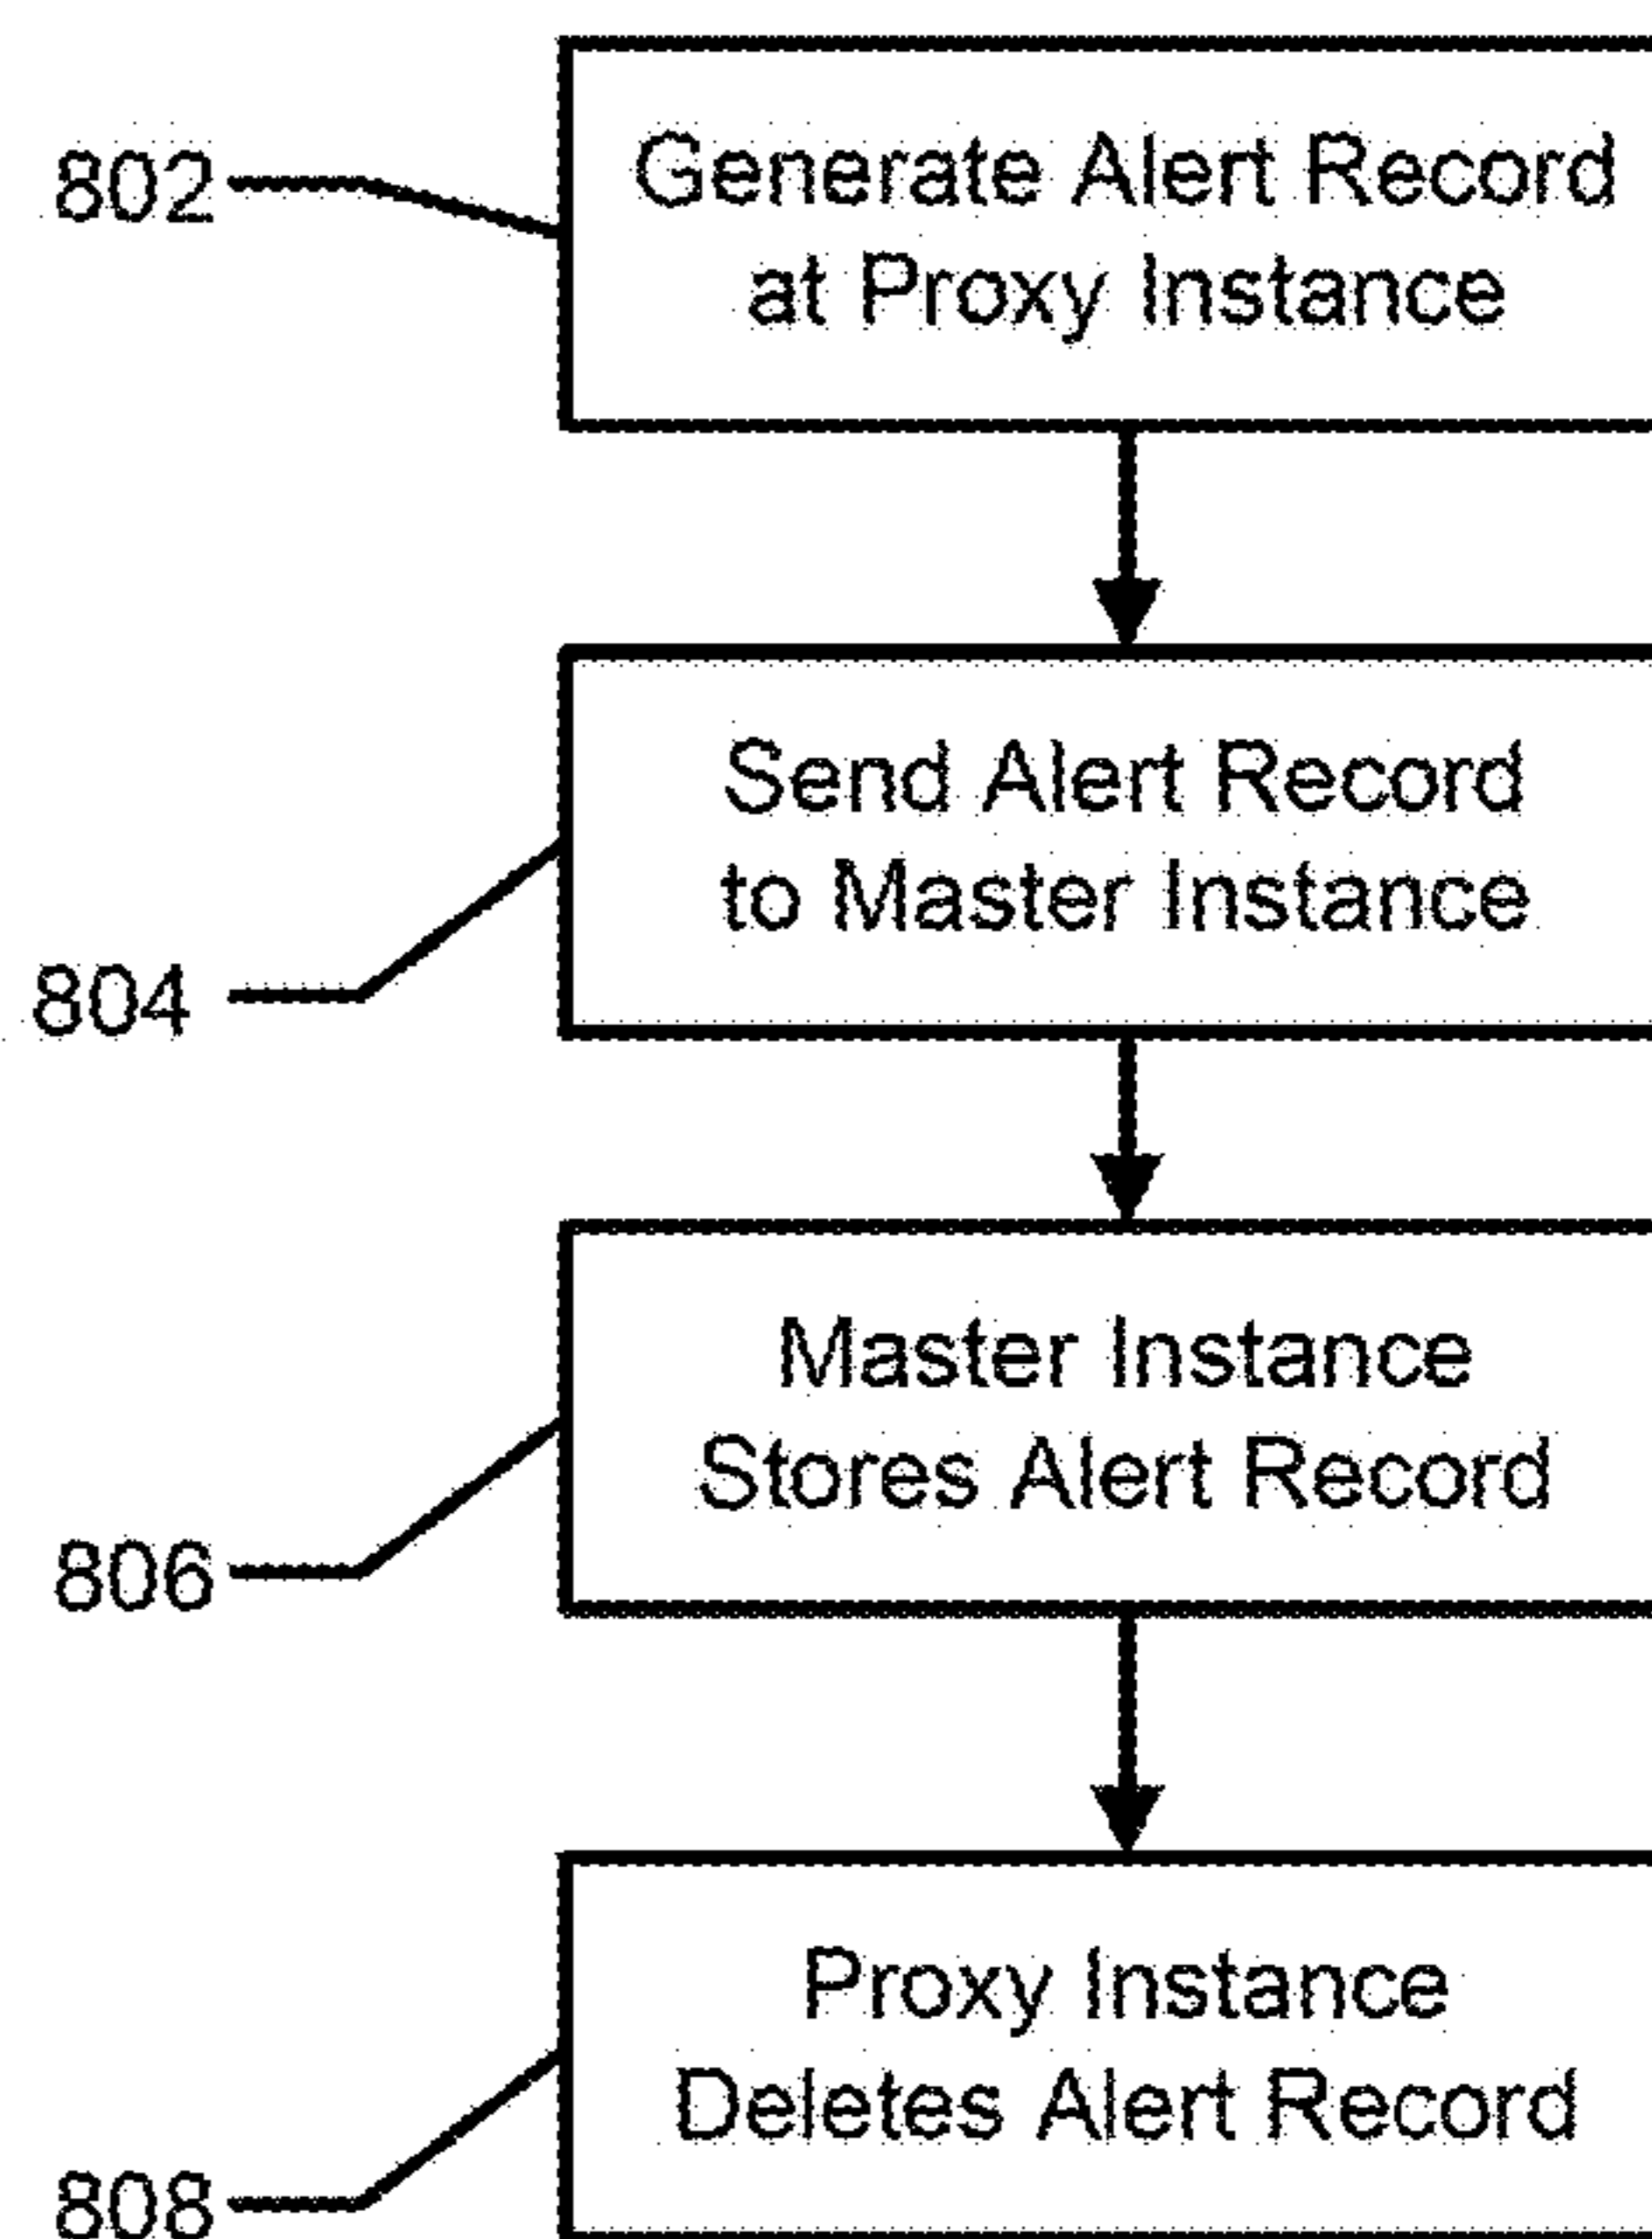 802
Generate Alert Record
at Proxy Instance
Send Alert Record
to Master Instance
804
Master Instance
Stores Alert Record
806
Proxy Instance
Deletes Alert Record
808